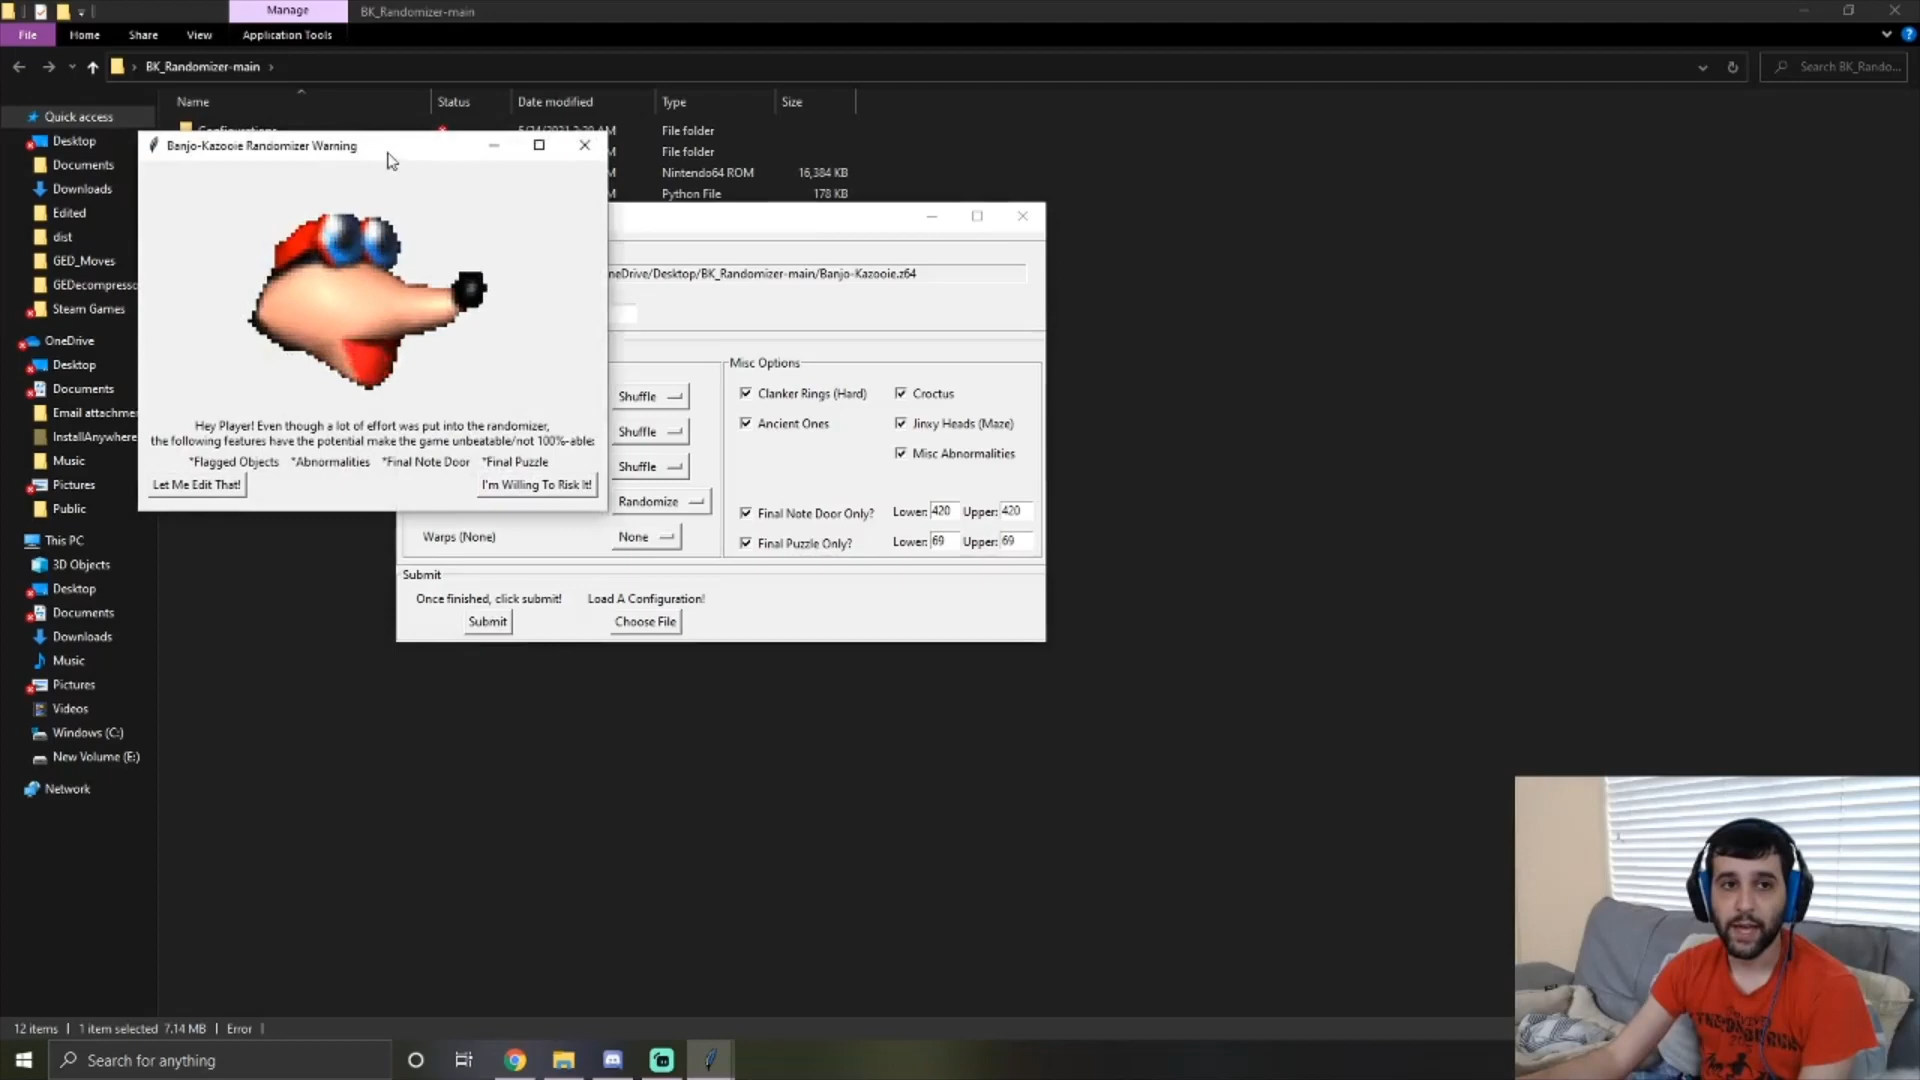 Manage
BK_Randomizer-main
File
Home
Share
View
Application Tools
BK_Randomizer-main
Search BK_Rando...
Name
Status
Date modified
Type
Size
File folder
File folder
Nintendo64 ROM
16,384 KB
Python File
178 KB
Quick access
Desktop
Documents
Downloads
Edited
dist
GED_Moves
GEDecompressc
Steam Games
OneDrive
Desktop
Documents
Email attachme
InstallAnywhere
Music
Pictures
Public
This PC
3D Objects
Desktop
Documents
Downloads
Music
Pictures
Videos
Windows (C:)
New Volume (E:)
Network
Banjo-Kazooie Randomizer Warning
Hey Player! Even though a lot of effort was put into the randomizer,
the following features have the potential make the game unbeatable/not 100%-able:
*Flagged Objects *Abnormalities *Final Note Door *Final Puzzle
Let Me Edit That!
I'm Willing To Risk It!
neDrive/Desktop/BK_Randomizer-main/Banjo-Kazooie.z64
Shuffle
Shuffle
Shuffle
Randomize
Warps (None)
None
Misc Options
Clanker Rings (Hard)
Croctus
Ancient Ones
Jinxy Heads (Maze)
Misc Abnormalities
Final Note Door Only?
Lower: 420 Upper: 420
Final Puzzle Only?
Lower: 69 Upper: 69
Submit
Once finished, click submit!
Load A Configuration!
Submit
Choose File
12 items
1 item selected 7.14 MB
Error
Search for anything